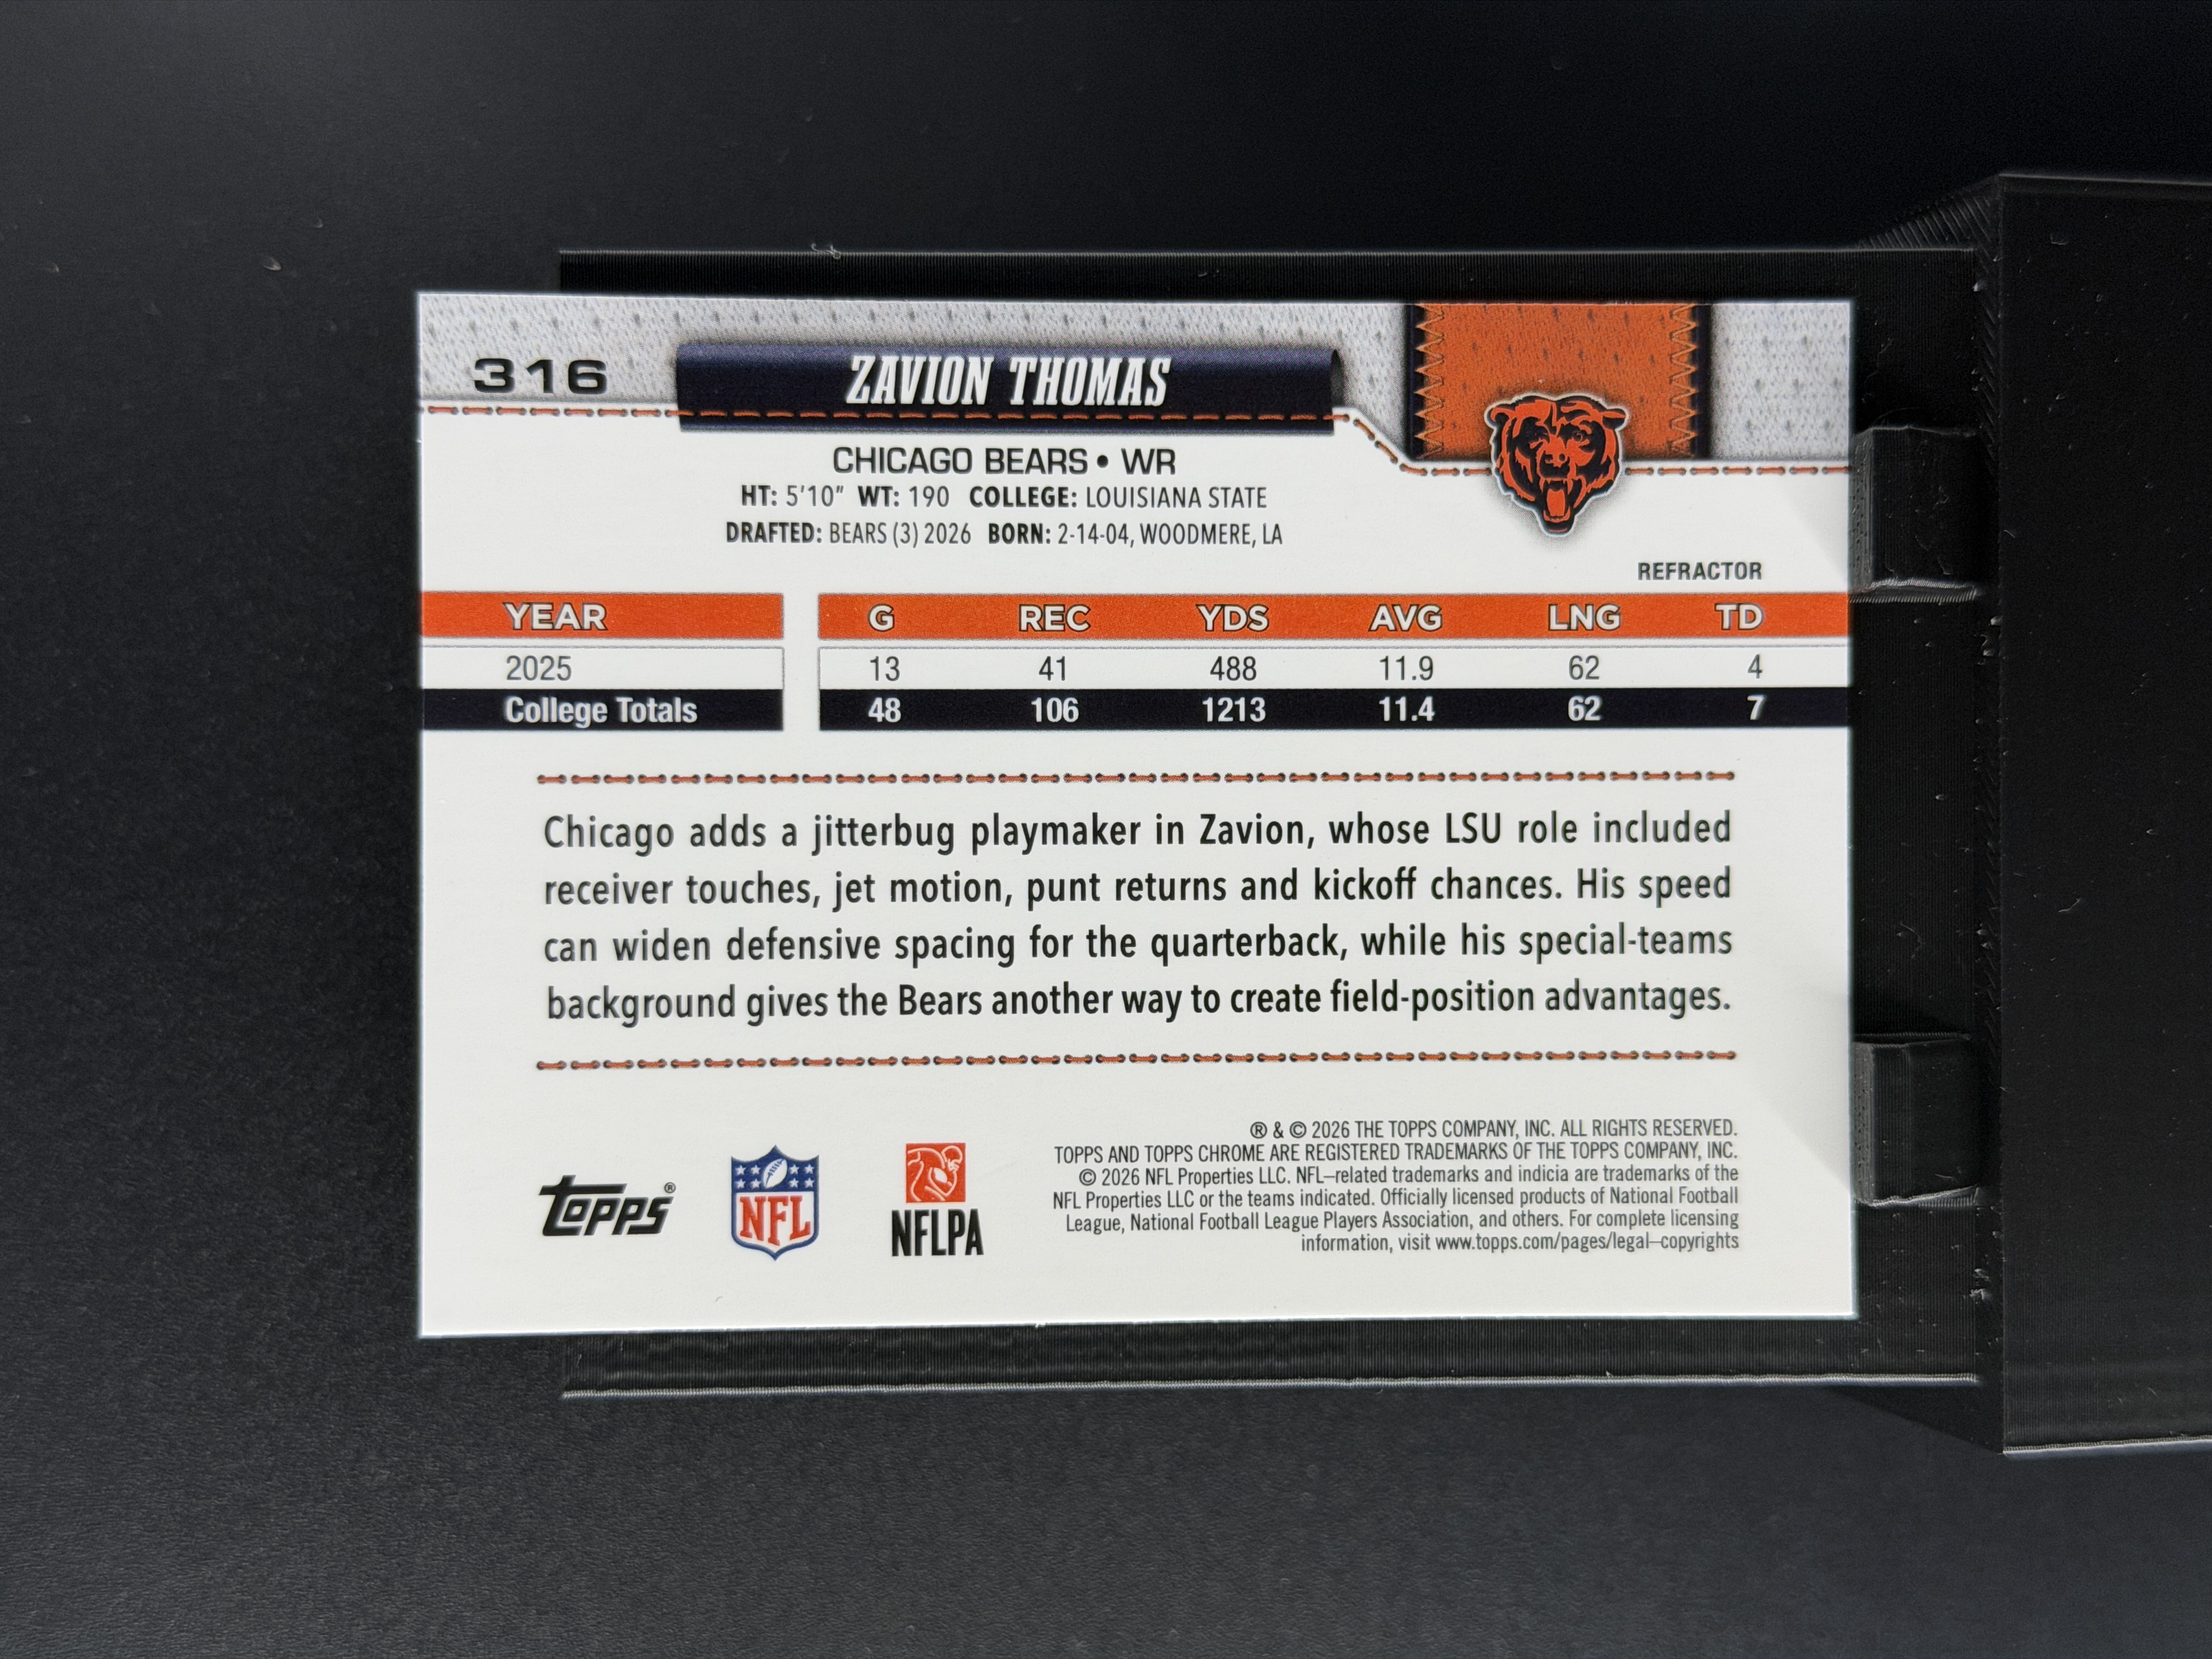 316
ZAVION THOMAS
CHICAGO BEARS • WR
HT: 5'10" WT: 190 COLLEGE: LOUISIANA STATE
DRAFTED: BEARS (3) 2026 BORN: 2-14-04, WOODMERE, LA
REFRACTOR
YEAR G REC YDS AVG LNG TD
2025 13 41 488 11.9 62 4
College Totals 48 106 1213 11.4 62 7
Chicago adds a jitterbug playmaker in Zavion, whose LSU role included
receiver touches, jet motion, punt returns and kickoff chances. His speed
can widen defensive spacing for the quarterback, while his special-teams
background gives the Bears another way to create field-position advantages.
topps®
NFL
NFLPA
® & © 2026 THE TOPPS COMPANY, INC. ALL RIGHTS RESERVED.
TOPPS AND TOPPS CHROME ARE REGISTERED TRADEMARKS OF THE TOPPS COMPANY, INC.
© 2026 NFL Properties LLC. NFL-related trademarks and indicia are trademarks of the
NFL Properties LLC or the teams indicated. Officially licensed products of National Football
League, National Football League Players Association, and others. For complete licensing
information, visit www.topps.com/pages/legal-copyrights